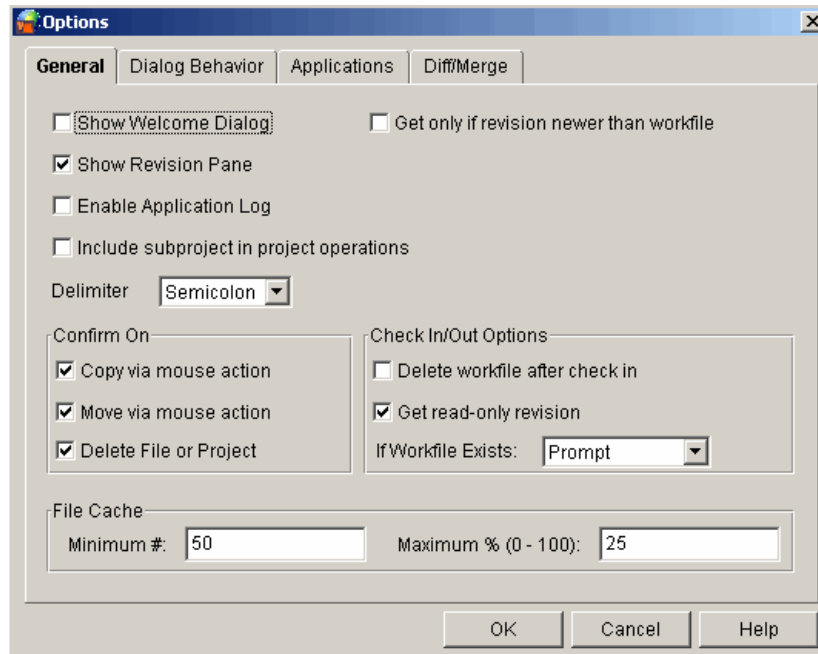 Options
General
Dialog Behavior
Applications
Diff/Merge
Show Welcome Dialog
Get only if revision newer than workfile
Show Revision Pane
Enable Application Log
Include subproject in project operations
Delimiter
Semicolon
Confirm On
Copy via mouse action
Move via mouse action
Delete File or Project
Check In/Out Options
Delete workfile after check in
Get read-only revision
If Workfile Exists: Prompt
File Cache
Minimum #: 50
Maximum % (0 - 100): 25
OK
Cancel
Help